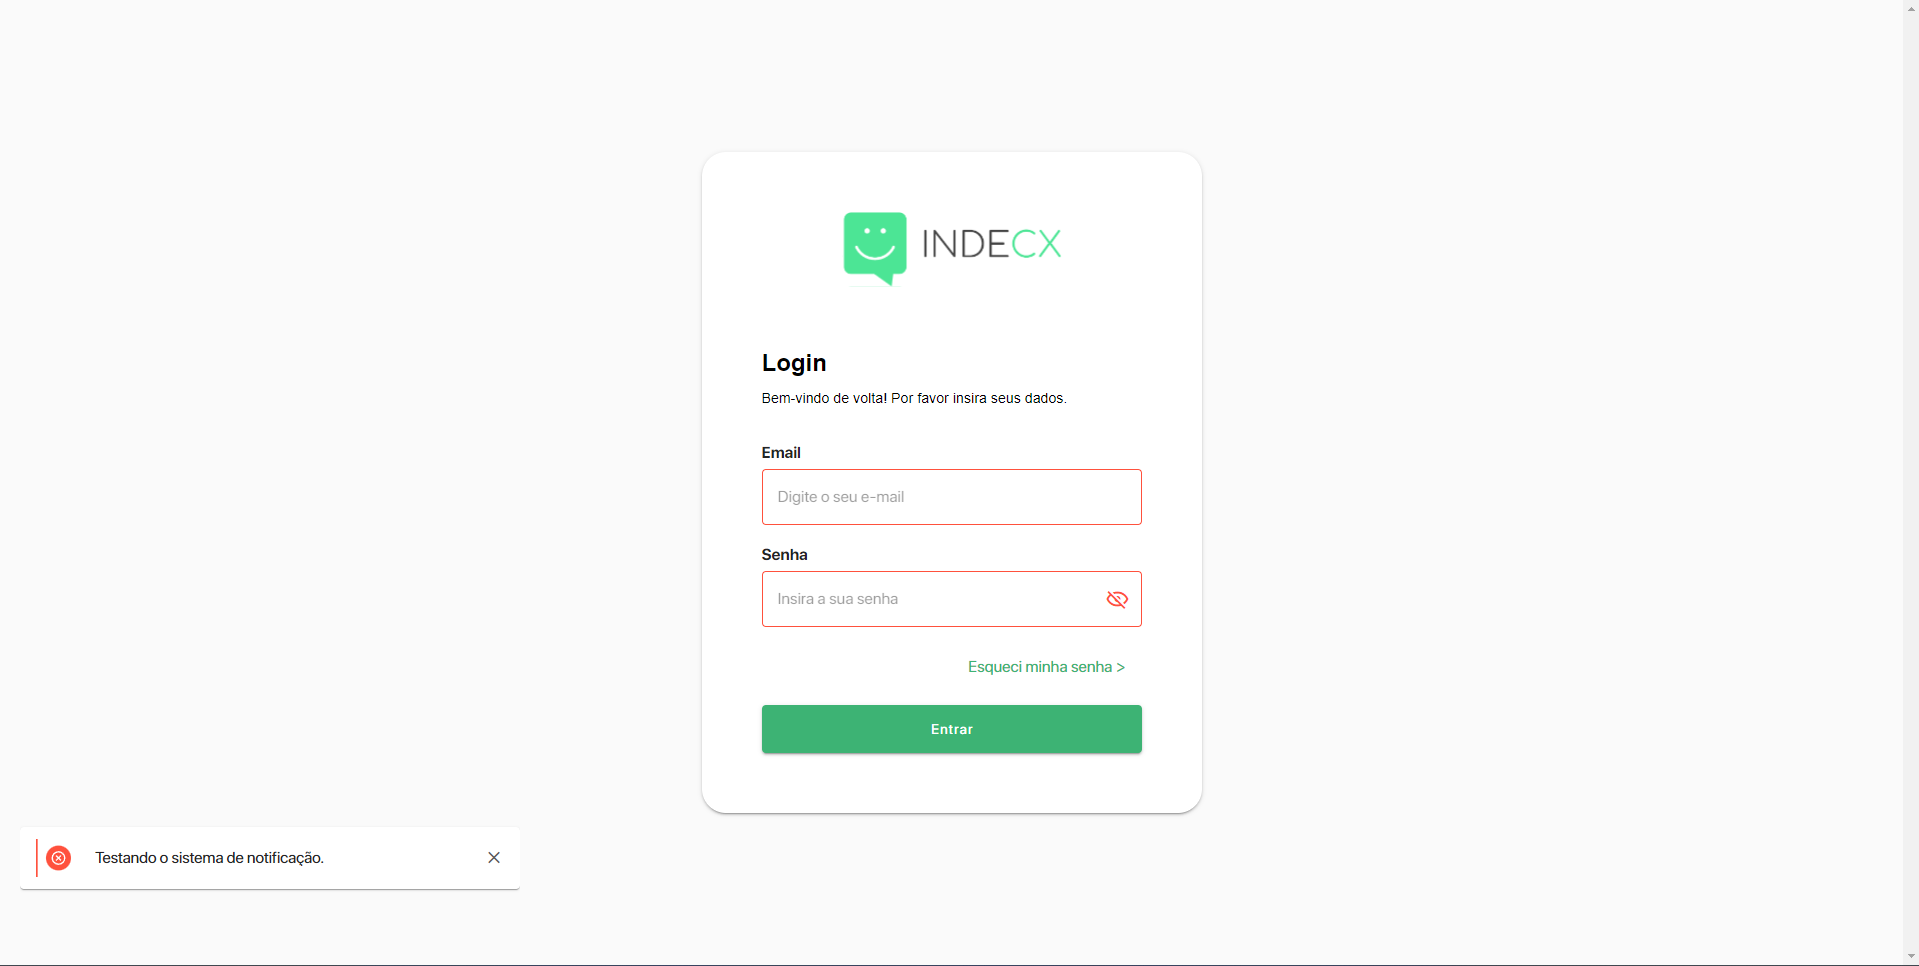 INDECX
Login
Bem-vindo de volta! Por favor insira seus dados.
Email
Digite o seu e-mail
Senha
Insira a sua senha
Esqueci minha senha >
Entrar
Testando o sistema de notificação.